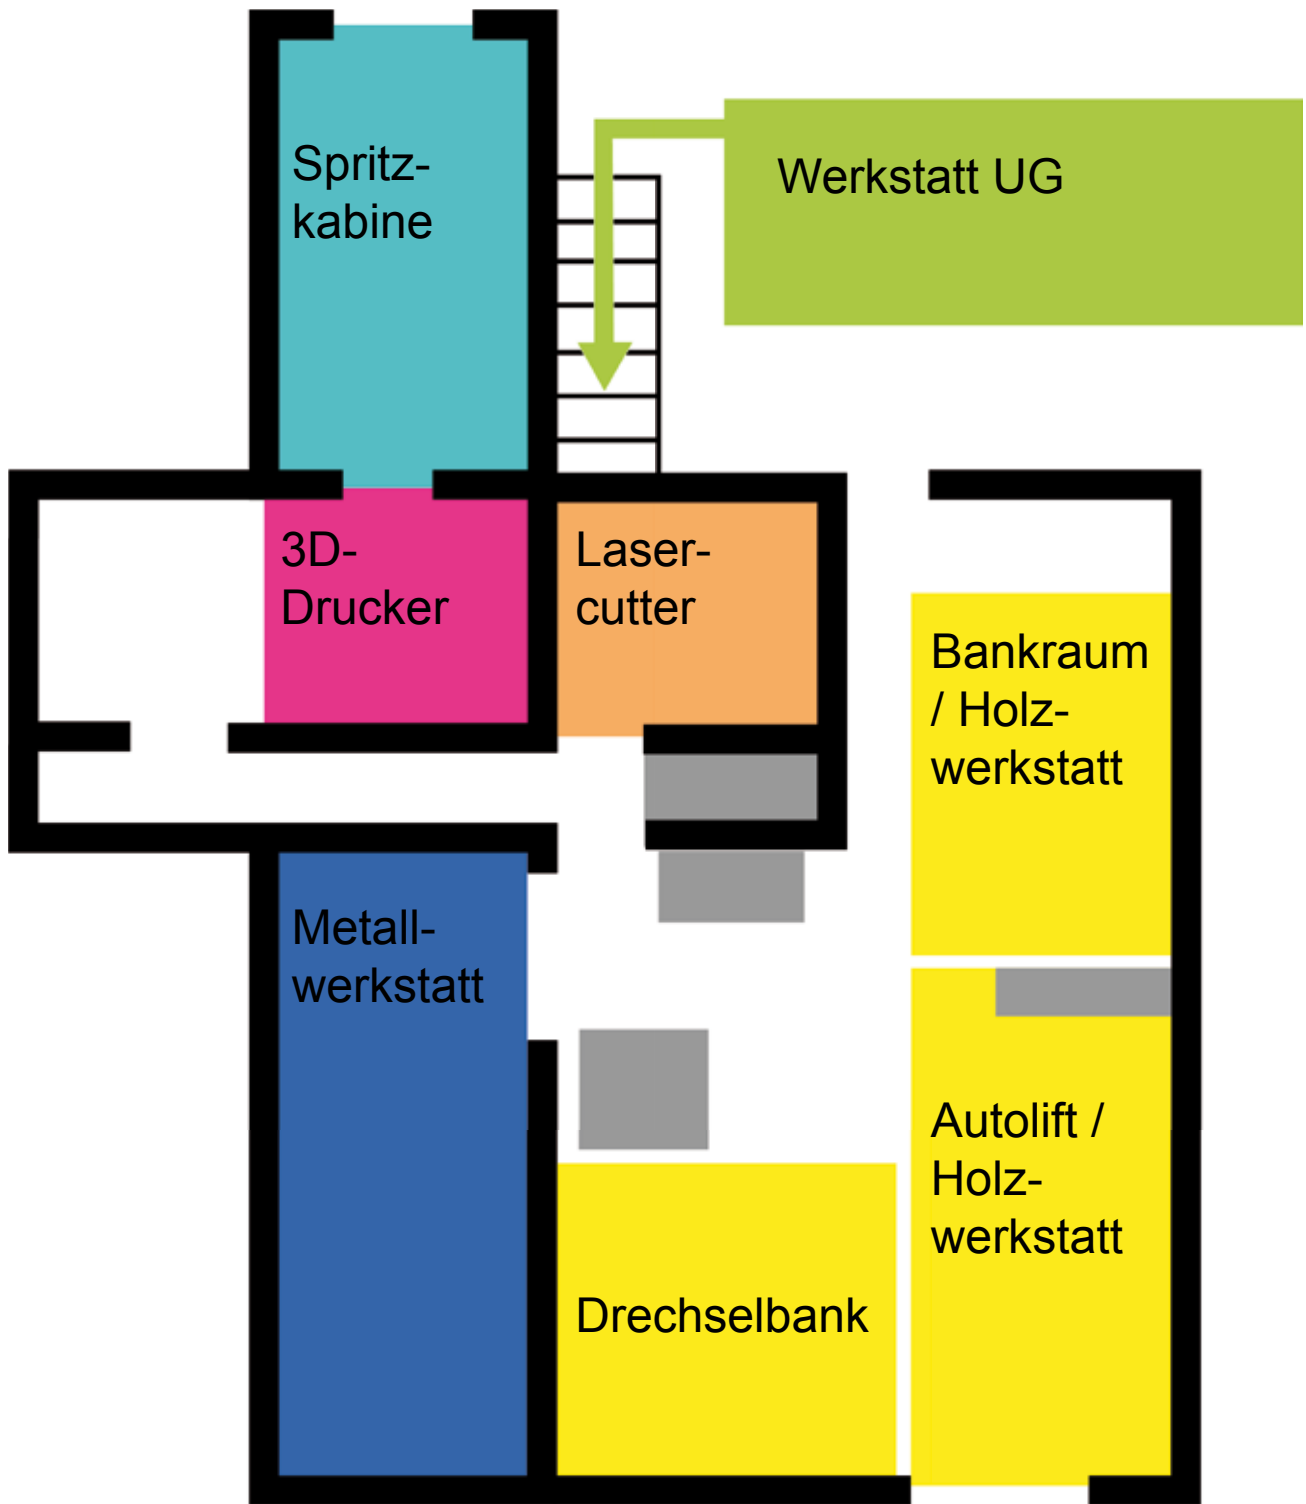 Spritz-
kabine
Werkstatt UG
3D-
Drucker
Laser-
cutter
Bankraum
/ Holz-
werkstatt
Metall-
werkstatt
Autolift /
Holz-
werkstatt
Drechselbank